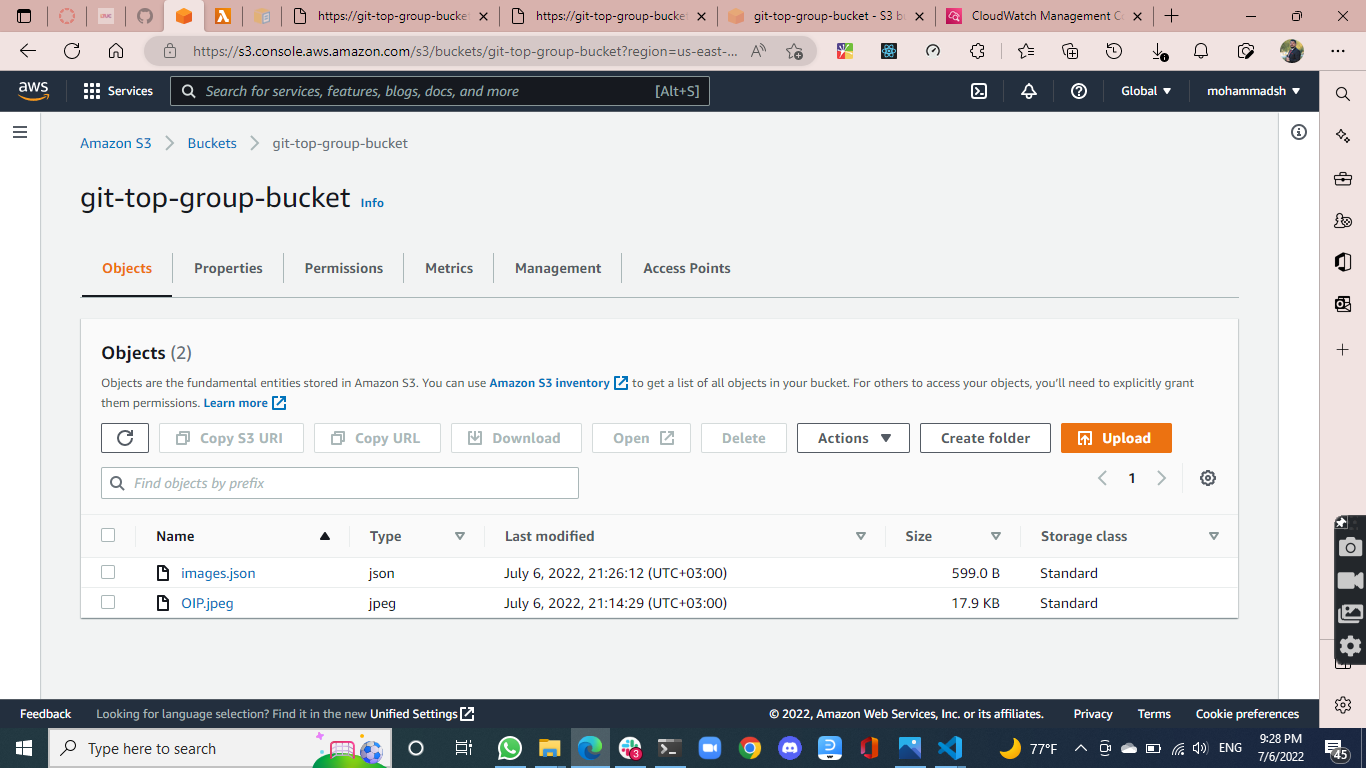 https://git-top-group-bucket
https://git-top-group-bucket
git-top-group-bucket - S3 b
CloudWatch Management C
https://s3.console.aws.amazon.com/s3/buckets/git-top-group-bucket?region=us-east-...
aws
Services
Search for services, features, blogs, docs, and more
[Alt+S]
Global
mohammadsh
Amazon S3
Buckets
git-top-group-bucket
git-top-group-bucket Info
Objects
Properties
Permissions
Metrics
Management
Access Points
Objects (2)
Objects are the fundamental entities stored in Amazon S3. You can use Amazon S3 inventory to get a list of all objects in your bucket. For others to access your objects, you'll need to explicitly grant
them permissions. Learn more
Copy S3 URI
Copy URL
Download
Open
Delete
Actions
Create folder
Upload
Find objects by prefix
1
Name
Type
Last modified
Size
Storage class
images.json
json
July 6, 2022, 21:26:12 (UTC+03:00)
599.0 B
Standard
OIP.jpeg
jpeg
July 6, 2022, 21:14:29 (UTC+03:00)
17.9 KB
Standard
Feedback
Looking for language selection? Find it in the new Unified Settings
© 2022, Amazon Web Services, Inc. or its affiliates.
Privacy
Terms
Cookie preferences
Type here to search
3
77°F
ENG
9:28 PM
7/6/2022
45